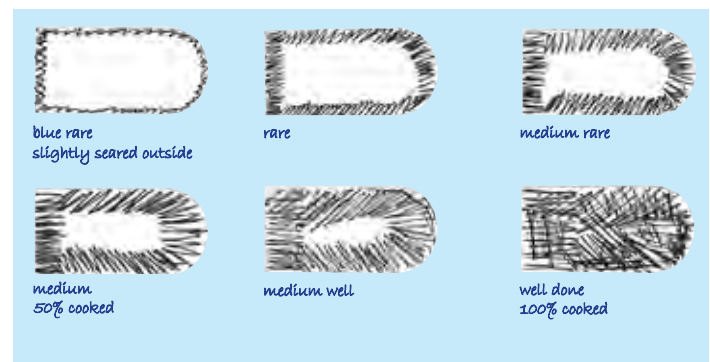 blue rare
slightly seared outside
rare
medium rare
medium
50% cooked
medium well
well done
100% cooked